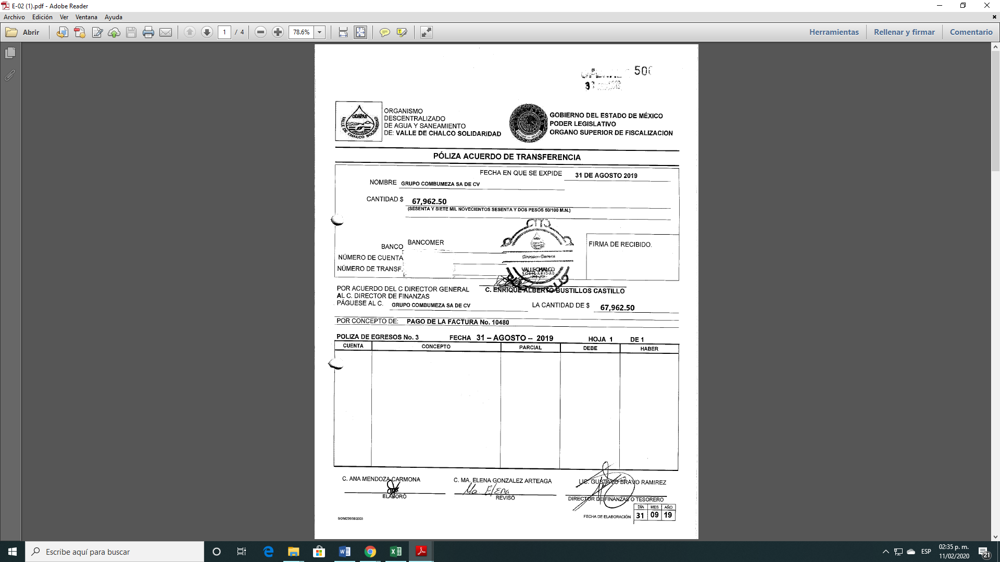 E-02 (1).pdf - Adobe Reader
Archivo Edición Ver Ventana Ayuda
Abrir 1 / 4 78.6% Herramientas Rellenar y firmar Comentario
ODAPAS
VALLE DE CHALCO SOLIDARIDAD
ORGANISMO
DESCENTRALIZADO
DE AGUA Y SANEAMIENTO
DE: VALLE DE CHALCO SOLIDARIDAD
GOBIERNO DEL ESTADO DE MÉXICO
PODER LEGISLATIVO
ORGANO SUPERIOR DE FISCALIZACION
PÓLIZA ACUERDO DE TRANSFERENCIA
FECHA EN QUE SE EXPIDE 31 DE AGOSTO 2019
NOMBRE GRUPO COMBUMEZA SA DE CV
CANTIDAD $ 67,962.50
(SESENTA Y SIETE MIL NOVECIENTOS SESENTA Y DOS PESOS 50/100 M.N.)
BANCO BANCOMER
NÚMERO DE CUENTA
NÚMERO DE TRANSF.
Dirección General
VALLE CHALCO
SOLIDARIDAD
FIRMA DE RECIBIDO.
POR ACUERDO DEL C DIRECTOR GENERAL C. ENRIQUE ALBERTO BUSTILLOS CASTILLO
AL C. DIRECTOR DE FINANZAS
PÁGUESE AL C. GRUPO COMBUMEZA SA DE CV LA CANTIDAD DE $ 67,962.50
POR CONCEPTO DE: PAGO DE LA FACTURA No. 10480
POLIZA DE EGRESOS No. 3 FECHA 31 – AGOSTO – 2019 HOJA 1 DE 1
CUENTA CONCEPTO PARCIAL DEBE HABER
C. ANA MENDOZA CARMONA C. MA. ELENA GONZALEZ ARTEAGA LIC. GUSTAVO BRAVO RAMIREZ
Ma. Elena
ELABORÓ REVISÓ DIRECTOR DE FINANZAS O TESORERO
DÍA MES AÑO
FECHA DE ELABORACIÓN 31 09 19
GOIM206/08/2003
Escribe aquí para buscar
ESP 02:35 p. m.
11/02/2020
21